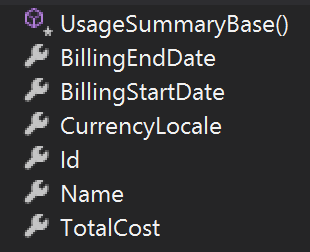 UsageSummaryBase()
BillingEndDate
BillingStartDate
CurrencyLocale
Id
Name
TotalCost